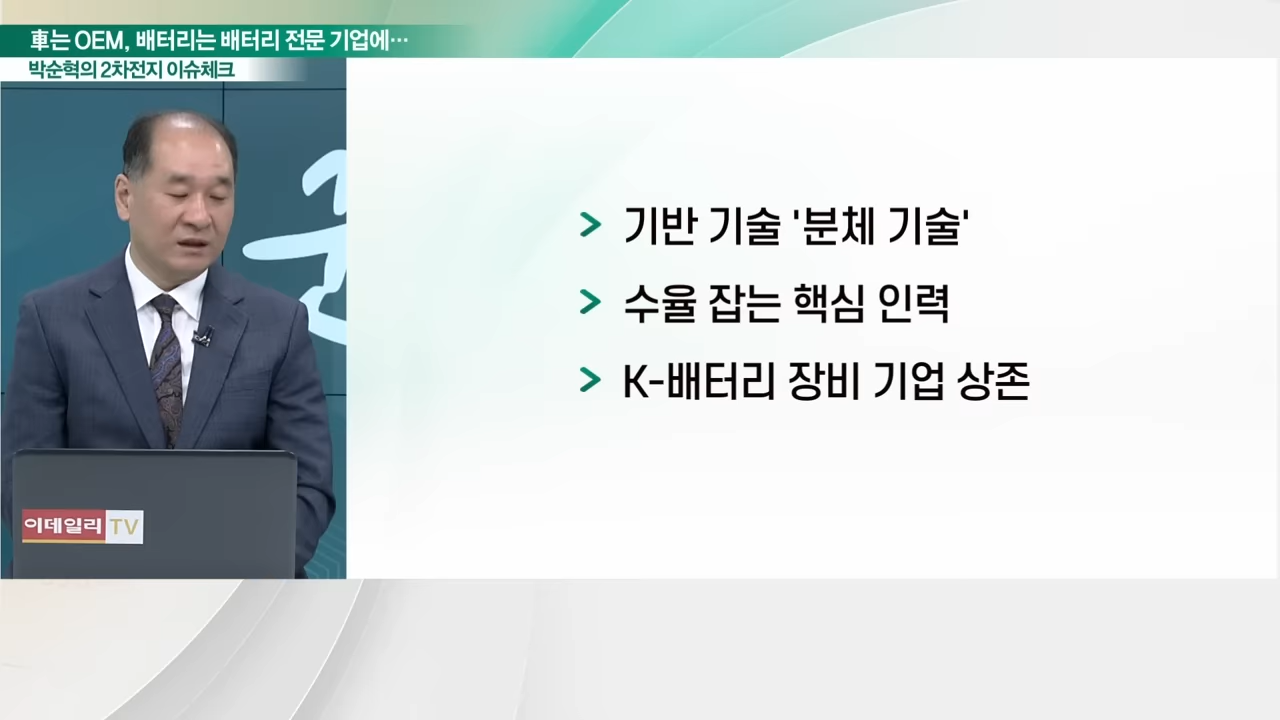 車는 OEM, 배터리는 배터리 전문 기업에…
박순혁의 2차전지 이슈체크
> 기반 기술 '분체 기술'
> 수율 잡는 핵심 인력
> K-배터리 장비 기업 상존
이데일리 TV